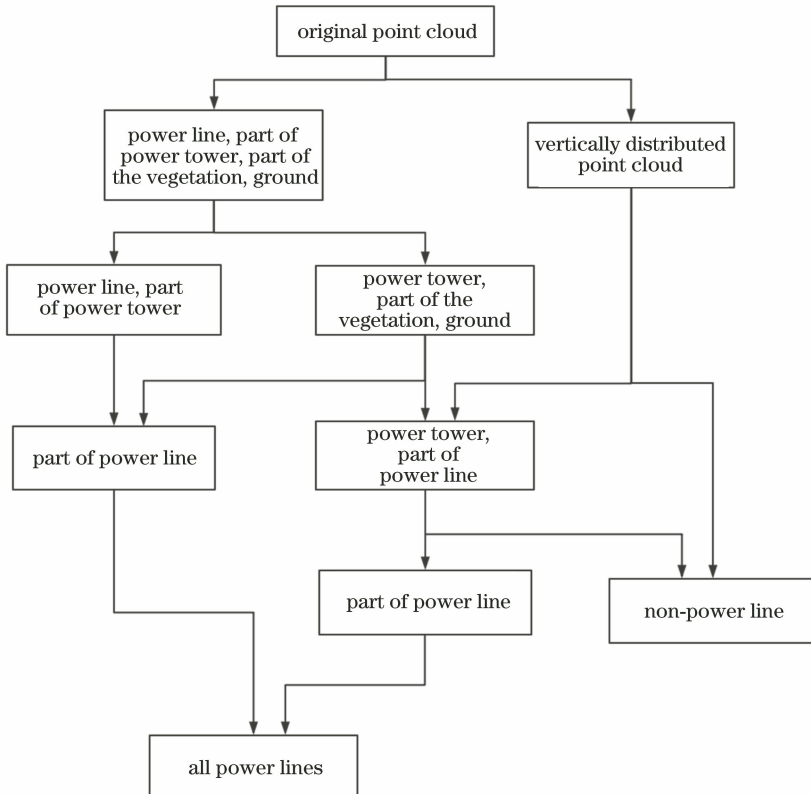 original point cloud
power line, part of
power tower, part of
the vegetation, ground
vertically distributed
point cloud
power line, part
of power tower
power tower,
part of the
vegetation, ground
part of power line
power tower,
part of
power line
part of power line
non-power line
all power lines